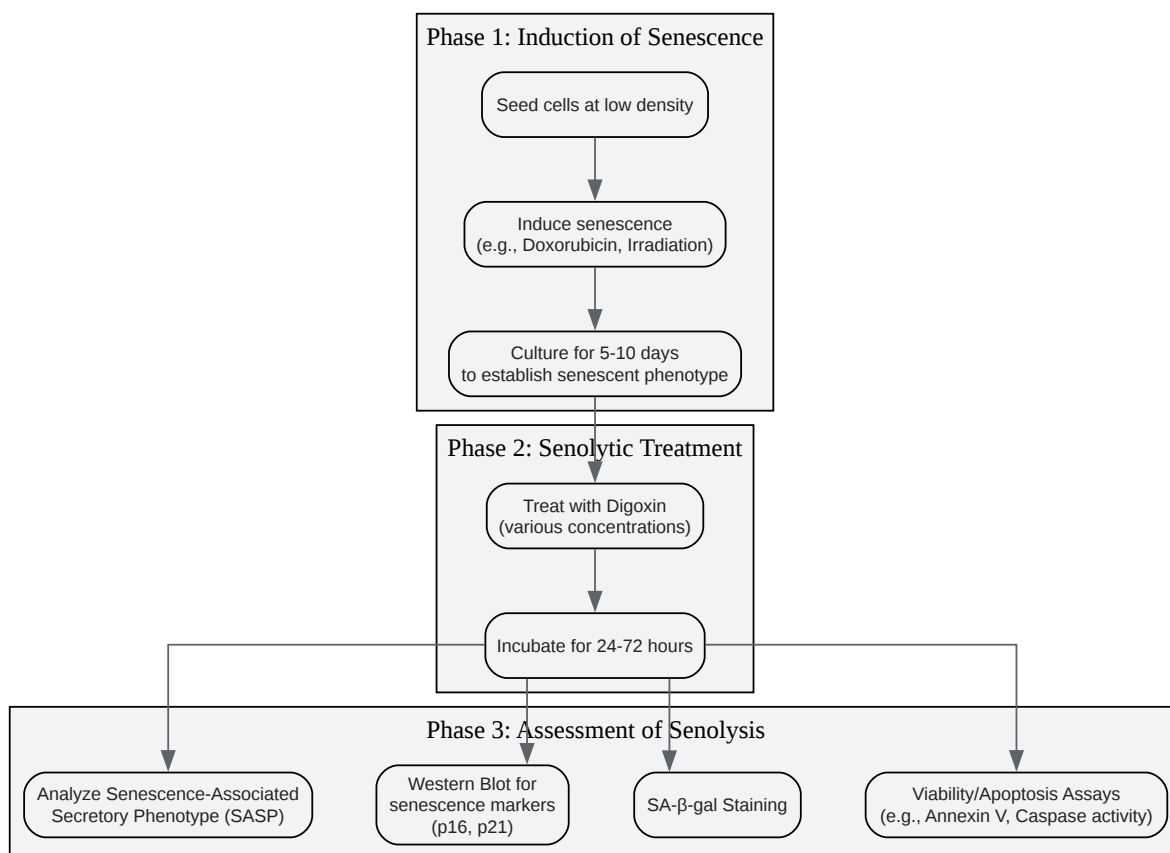 Phase 1: Induction of Senescence
Seed cells at low density
Induce senescence
(e.g., Doxorubicin, Irradiation)
Culture for 5-10 days
to establish senescent phenotype
Phase 2: Senolytic Treatment
Treat with Digoxin
(various concentrations)
Incubate for 24-72 hours
Phase 3: Assessment of Senolysis
Analyze Senescence-Associated
Secretory Phenotype (SASP)
Western Blot for
senescence markers
(p16, p21)
SA-β-gal Staining
Viability/Apoptosis Assays
(e.g., Annexin V, Caspase activity)